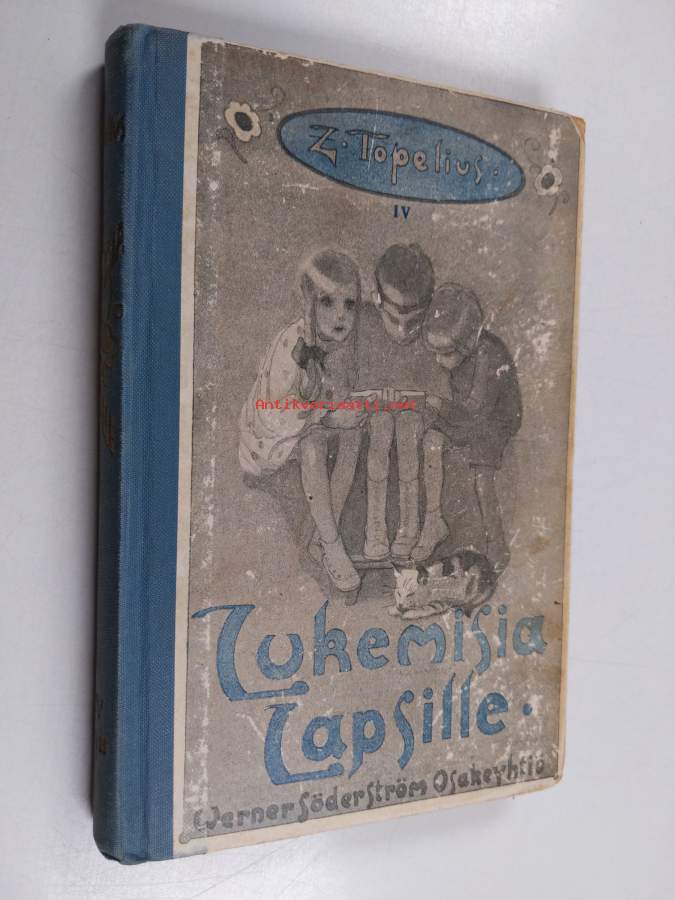 Z. Topelius.
IV
Antikvariaatti.net
Lukemisia
Lapsille.
Werner Söderström Osakeyhtiö